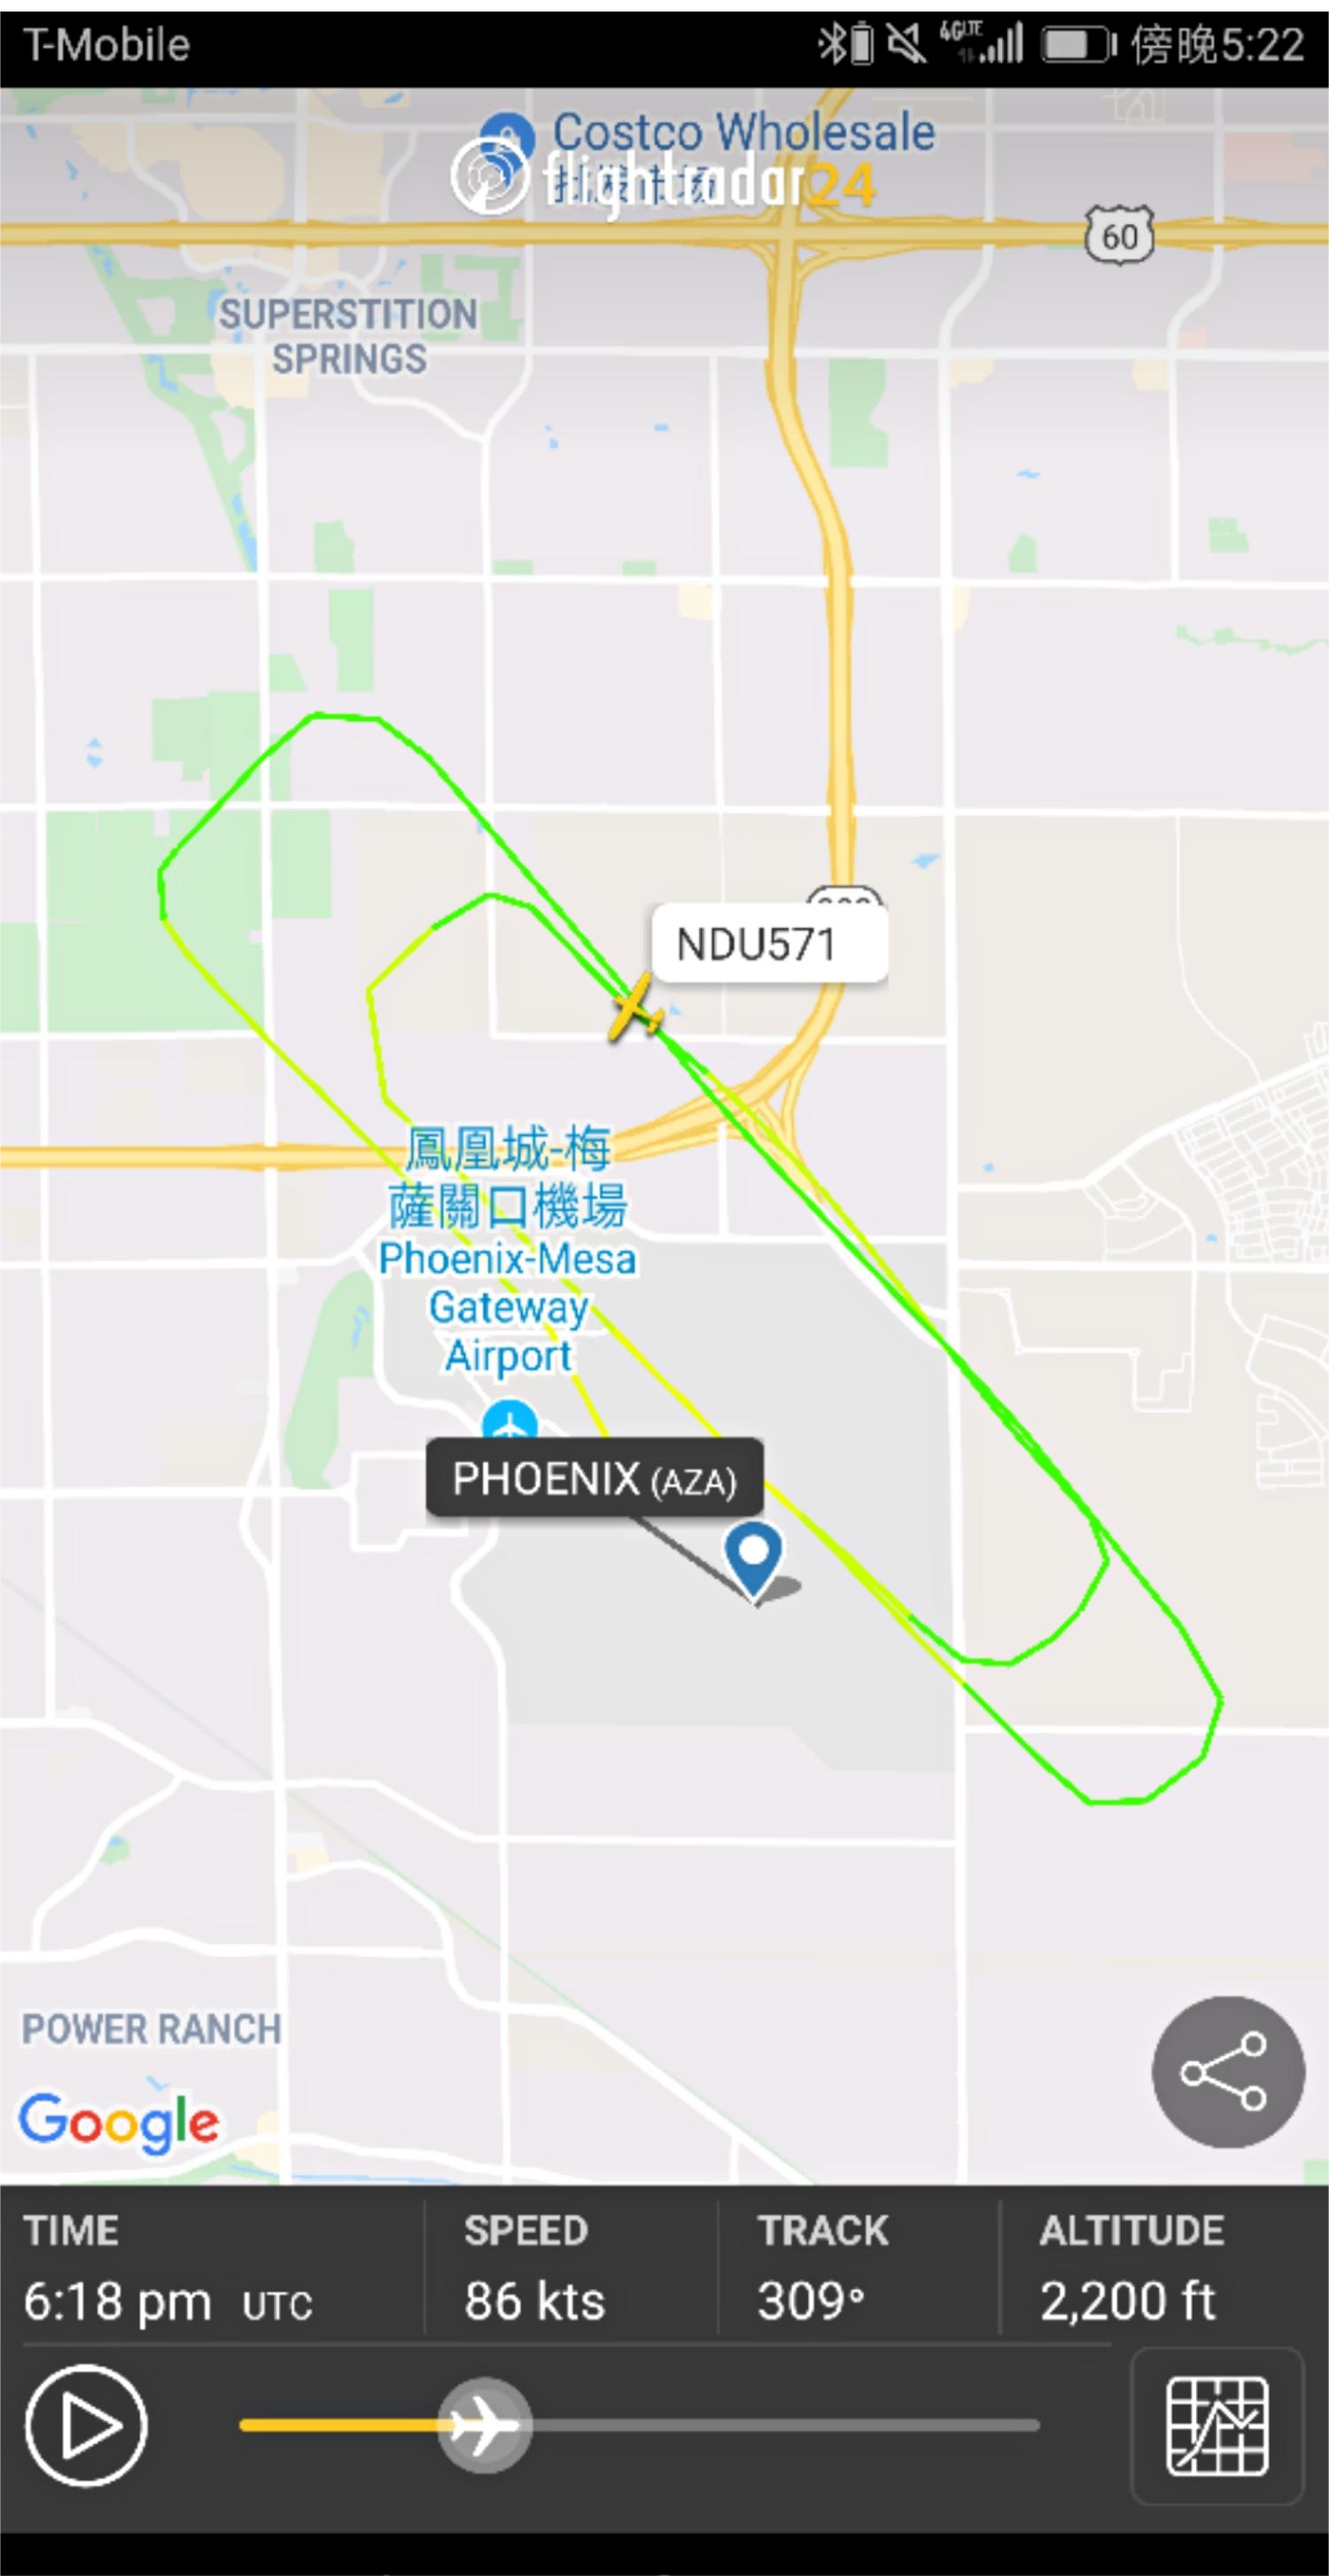 T-Mobile
4G LTE
傍晚5:22
Costco Wholesale
flightradar24
60
SUPERSTITION
SPRINGS
NDU571
鳳凰城-梅
薩關口機場
Phoenix-Mesa
Gateway
Airport
PHOENIX (AZA)
POWER RANCH
Google
TIME SPEED TRACK ALTITUDE
6:18 pm UTC 86 kts 309° 2,200 ft